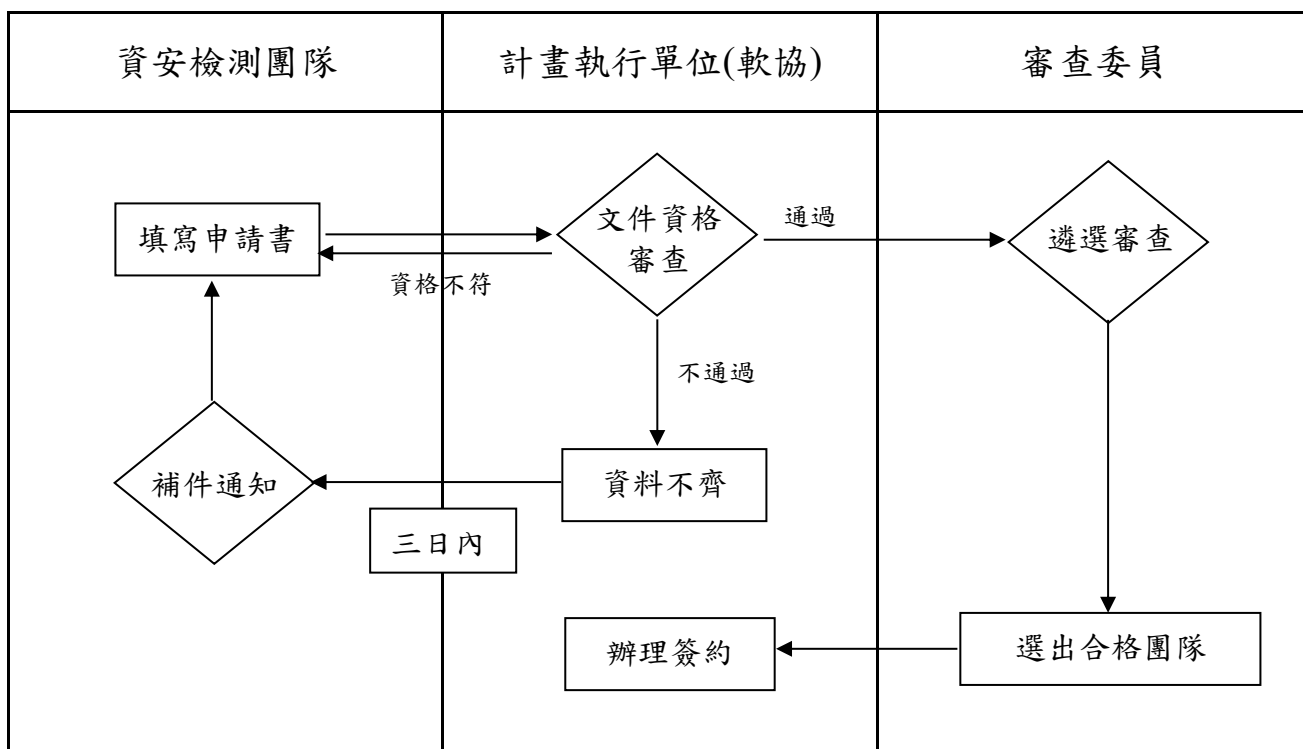 資安檢測團隊
計畫執行單位(軟協)
審查委員
填寫申請書
文件資格
審查
通過
遴選審查
資格不符
不通過
補件通知
資料不齊
三日內
辦理簽約
選出合格團隊